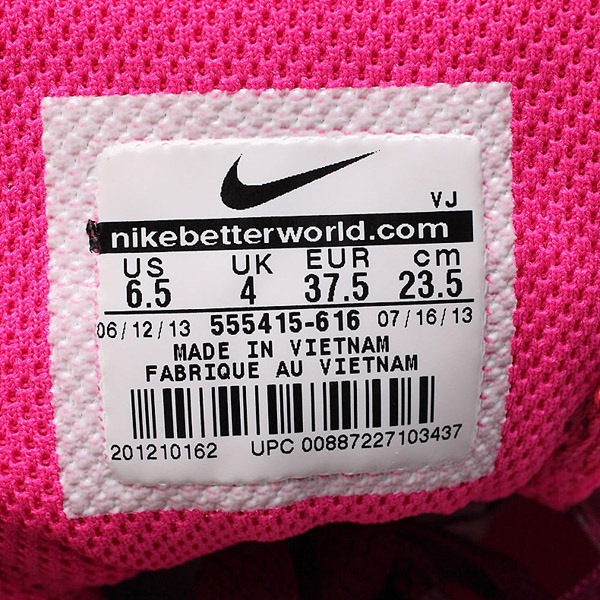 VJ
nikebetterworld.com
US UK EUR cm
6.5 4 37.5 23.5
06/12/13 555415-616 07/16/13
MADE IN VIETNAM
FABRIQUE AU VIETNAM
201210162 UPC 00887227103437